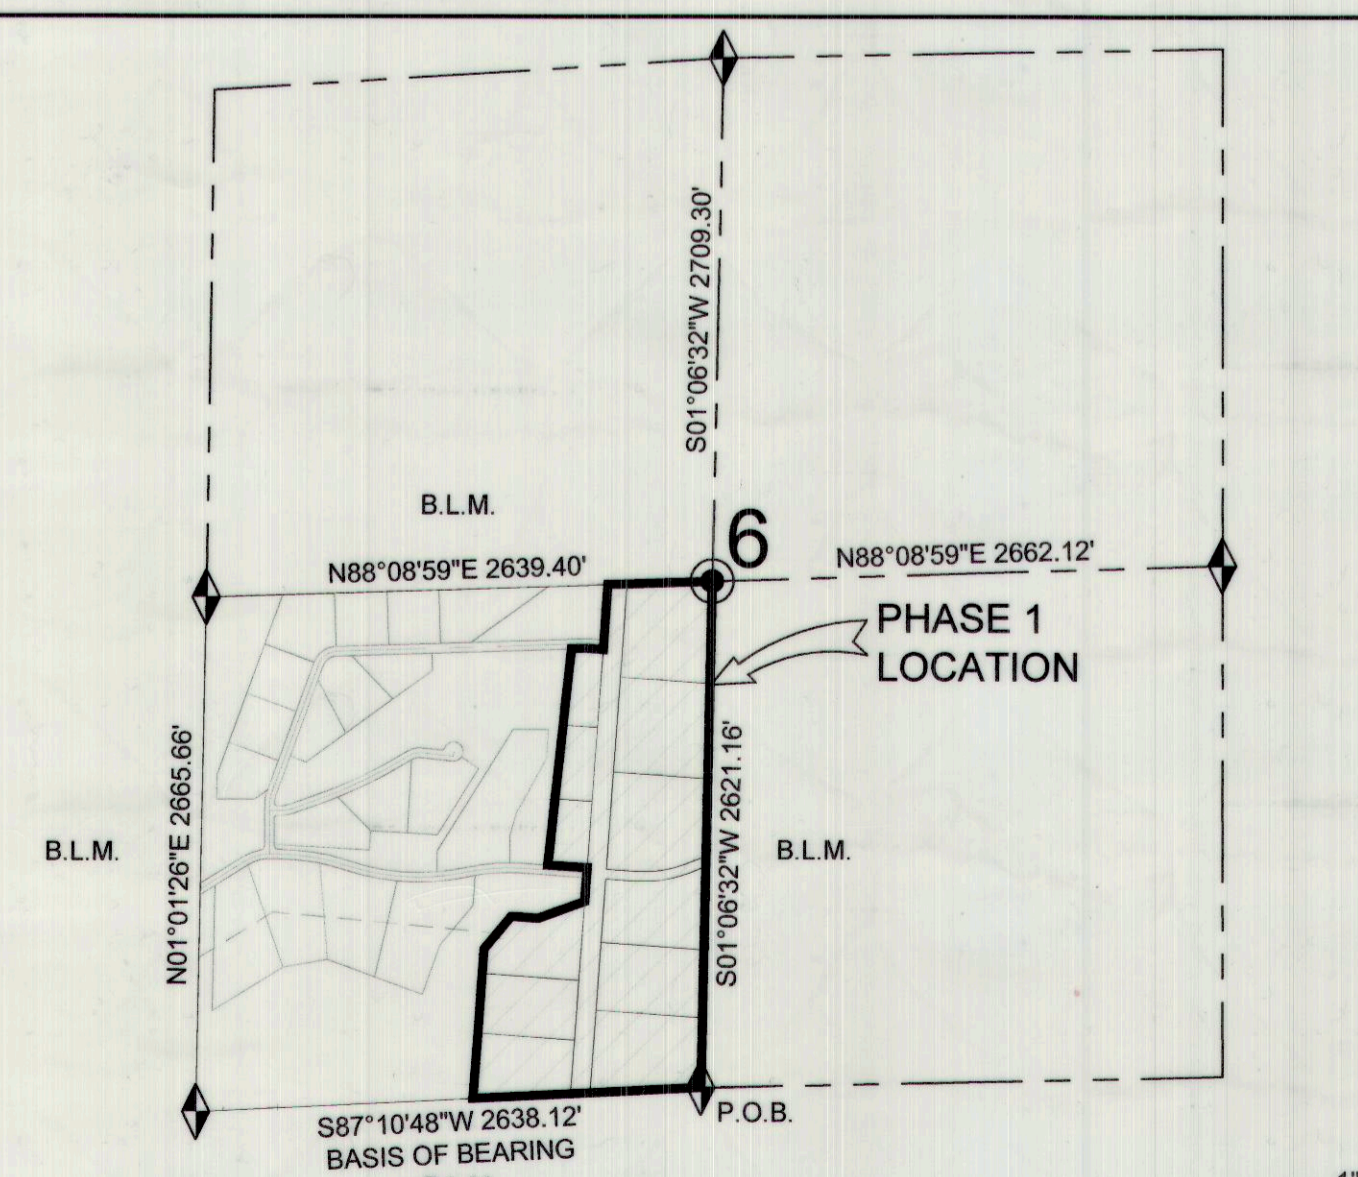 S01°06'32"W 2709.30'
B.L.M.
6
N88°08'59"E 2639.40'
N88°08'59"E 2662.12'
PHASE 1
LOCATION
N01°01'26"E 2665.66'
S01°06'32"W 2621.16'
B.L.M.
B.L.M.
P.O.B.
S87°10'48"W 2638.12'
BASIS OF BEARING